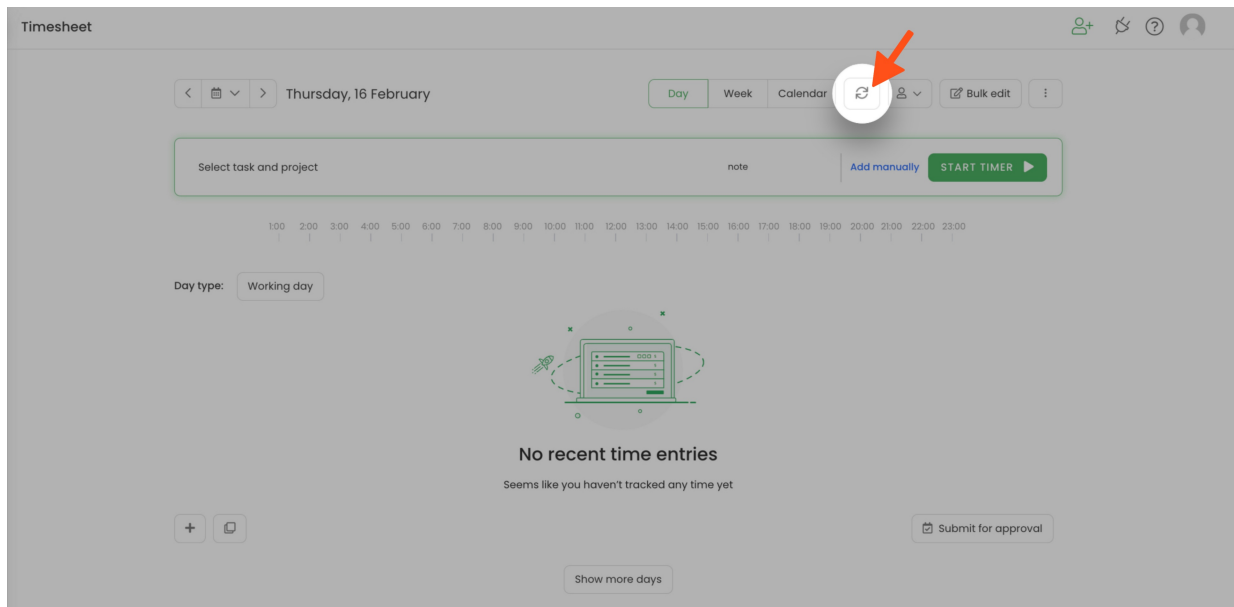 Timesheet
Thursday, 16 February
Day Week Calendar Bulk edit
Select task and project note Add manually START TIMER
1:00 2:00 3:00 4:00 5:00 6:00 7:00 8:00 9:00 10:00 11:00 12:00 13:00 14:00 15:00 16:00 17:00 18:00 19:00 20:00 21:00 22:00 23:00
Day type: Working day
No recent time entries
Seems like you haven't tracked any time yet
Submit for approval
Show more days